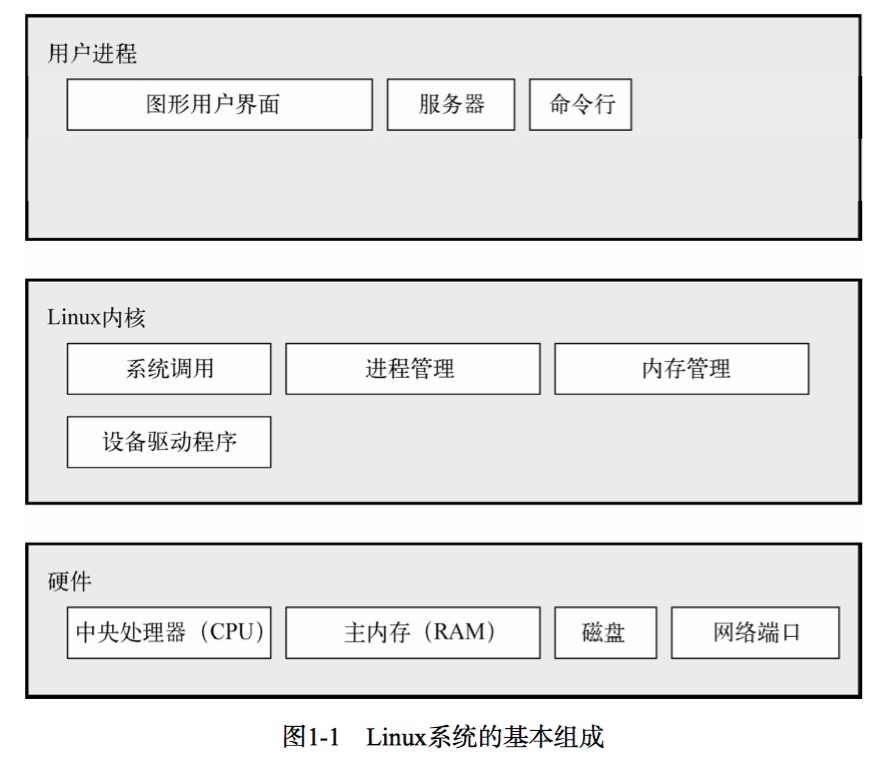 用户进程
图形用户界面 服务器 命令行
Linux内核
系统调用 进程管理 内存管理
设备驱动程序
硬件
中央处理器（CPU） 主内存（RAM） 磁盘 网络端口
图1-1 Linux系统的基本组成